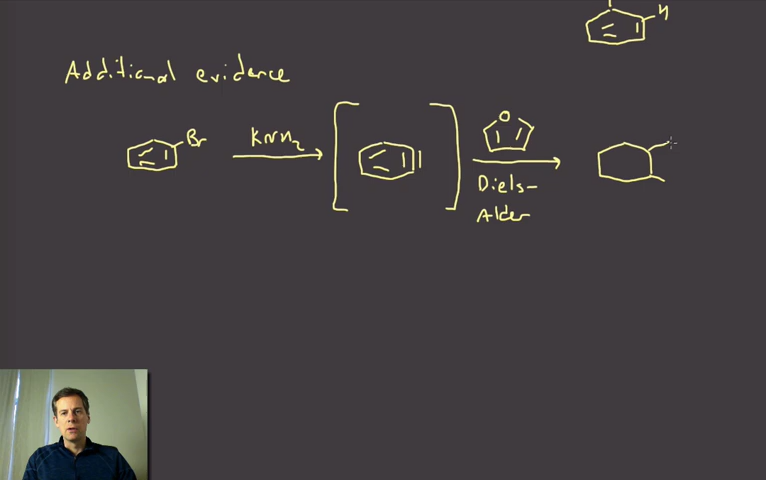 H
Additional evidence
Br
KNH2
O
Diels-
Alder